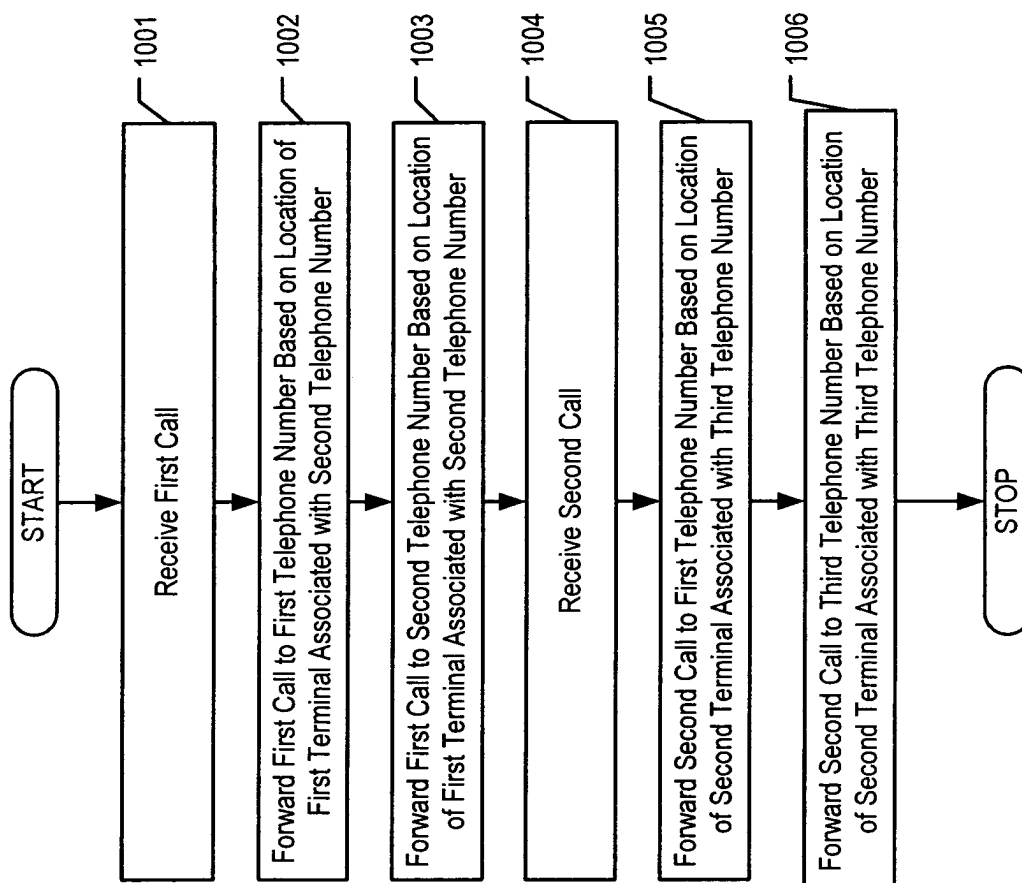 START
Receive First Call
1001
Forward First Call to First Telephone Number Based on Location of
First Terminal Associated with Second Telephone Number
1002
Forward First Call to Second Telephone Number Based on Location
of First Terminal Associated with Second Telephone Number
1003
Receive Second Call
1004
Forward Second Call to First Telephone Number Based on Location
of Second Terminal Associated with Third Telephone Number
1005
Forward Second Call to Third Telephone Number Based on Location
of Second Terminal Associated with Third Telephone Number
1006
STOP